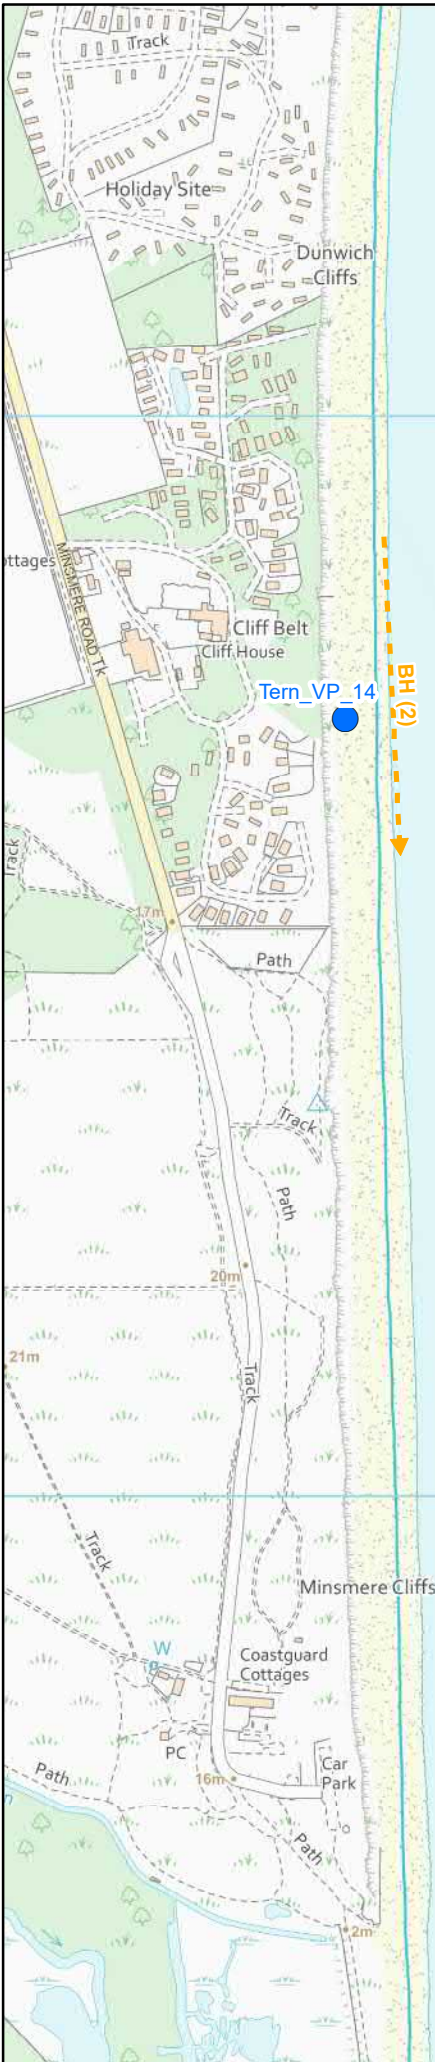 Track
Holiday Site
Dunwich
Cliffs
ttages
MINSMERE ROAD Tk
Cliff Belt
Cliff House
Tern_VP_14
BH (2)
Track
17m
Path
Track
Path
20m
21m
Track
Track
Minsmere Cliffs
W
Coastguard
Cottages
PC
Car
Park
Path
16m
n
Path
2m